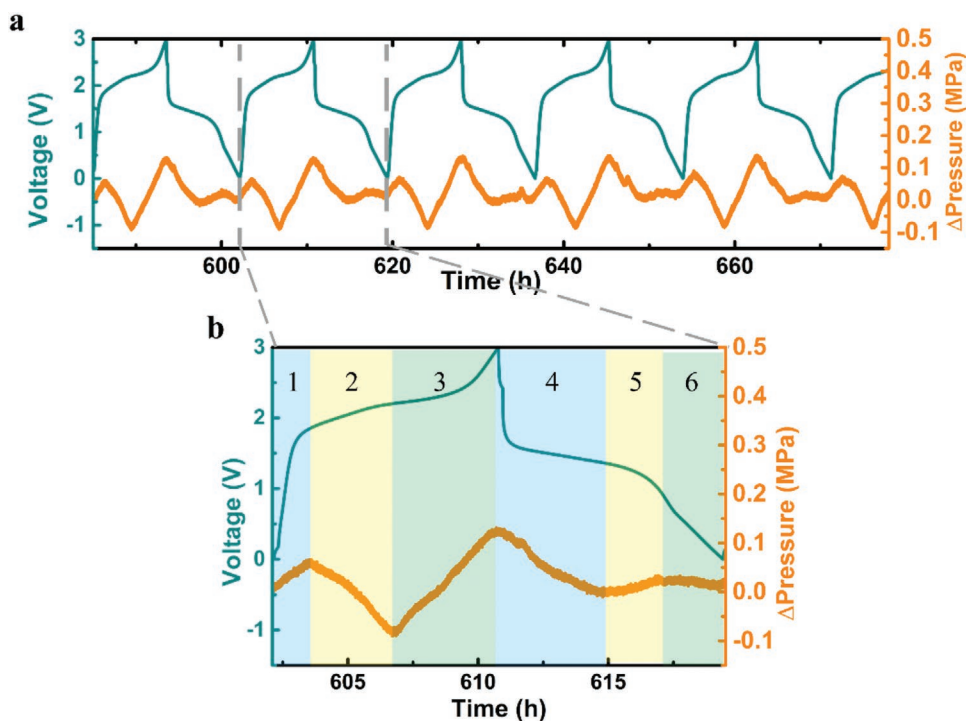 a
Voltage (V)
3
2
1
0
-1
0.5
0.4
0.3
0.2
0.1
0.0
-0.1
ΔPressure (MPa)
600 620 640 660
Time (h)
b
Voltage (V)
3
2
1
0
-1
1 2 3 4 5 6
0.5
0.4
0.3
0.2
0.1
0.0
-0.1
ΔPressure (MPa)
605 610 615
Time (h)